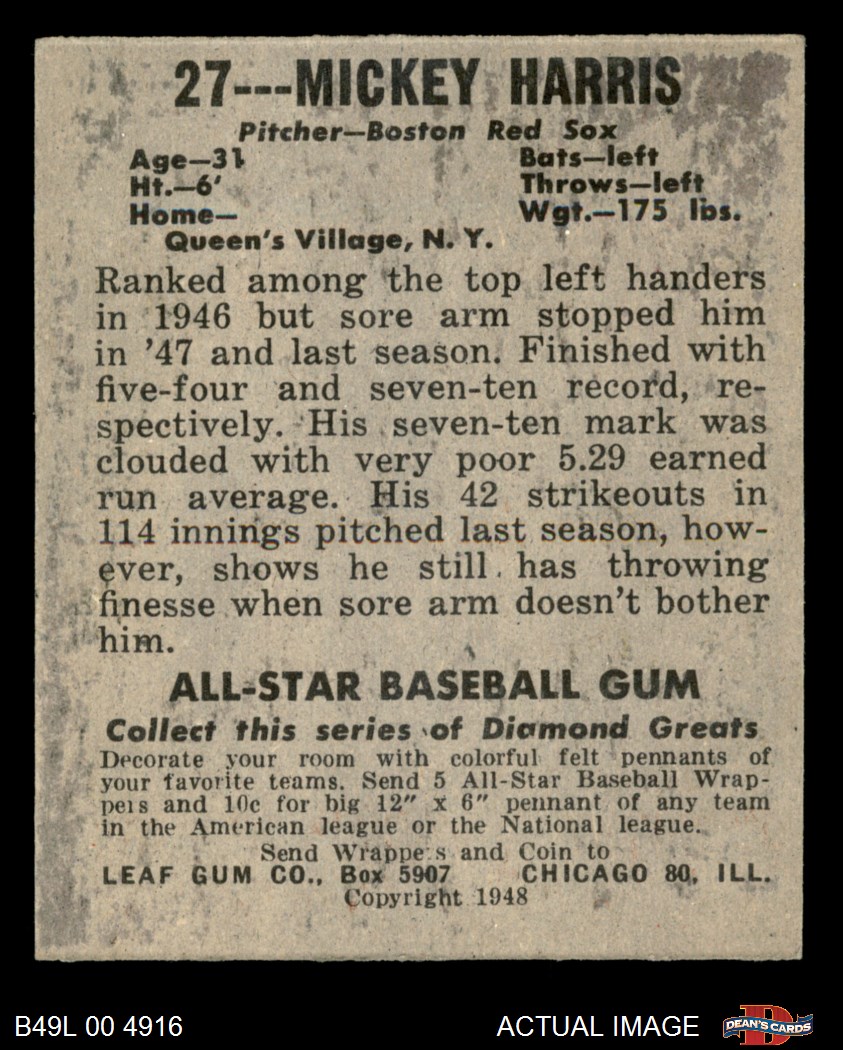 27---MICKEY HARRIS
Pitcher—Boston Red Sox
Age—31 Bats—left
Ht.—6' Throws—left
Home— Wgt.—175 lbs.
Queen's Village, N. Y.
Ranked among the top left handers
in 1946 but sore arm stopped him
in '47 and last season. Finished with
five-four and seven-ten record, re-
spectively. His seven-ten mark was
clouded with very poor 5.29 earned
run average. His 42 strikeouts in
114 innings pitched last season, how-
ever, shows he still has throwing
finesse when sore arm doesn't bother
him.
ALL-STAR BASEBALL GUM
Collect this series of Diamond Greats
Decorate your room with colorful felt pennants of
your favorite teams. Send 5 All-Star Baseball Wrap-
pers and 10c for big 12″ x 6″ pennant of any team
in the American league or the National league.
Send Wrappers and Coin to
LEAF GUM CO., Box 5907 CHICAGO 80, ILL.
Copyright 1948
B49L 00 4916 ACTUAL IMAGE D DEAN'S CARDS